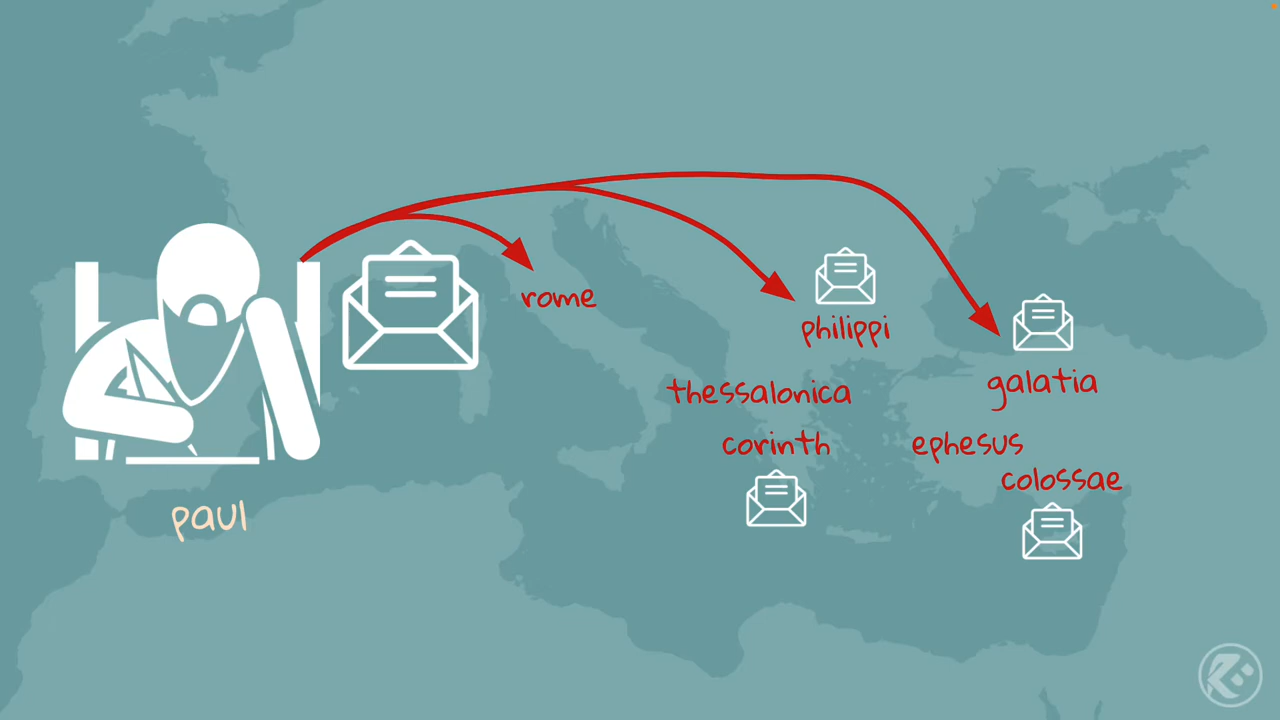 rome
philippi
galatia
thessalonica
corinth
ephesus
colossae
paul